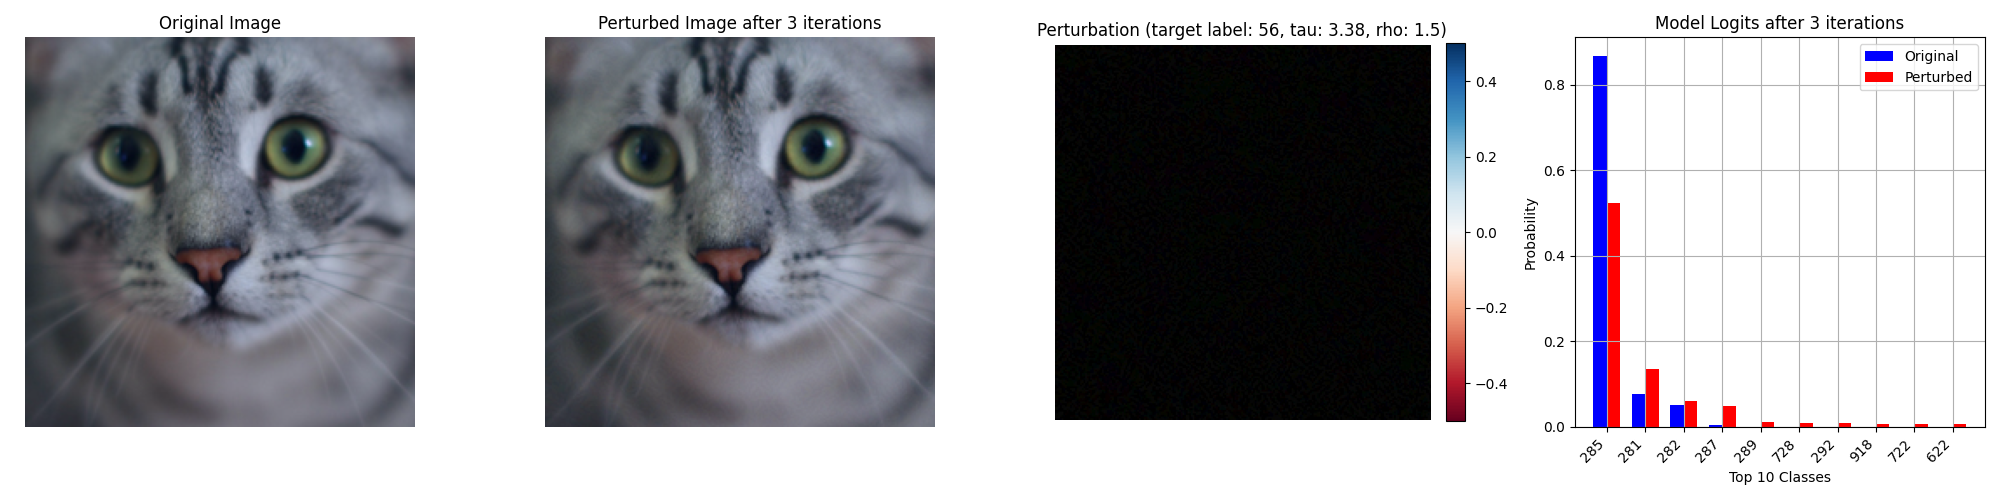 Original Image
Perturbed Image after 3 iterations
Perturbation (target label: 56, tau: 3.38, rho: 1.5)
0.4
0.2
0.0
−0.2
−0.4
Model Logits after 3 iterations
Original
Perturbed
Probability
0.8
0.6
0.4
0.2
0.0
285 281 282 287 289 728 292 918 722 622
Top 10 Classes